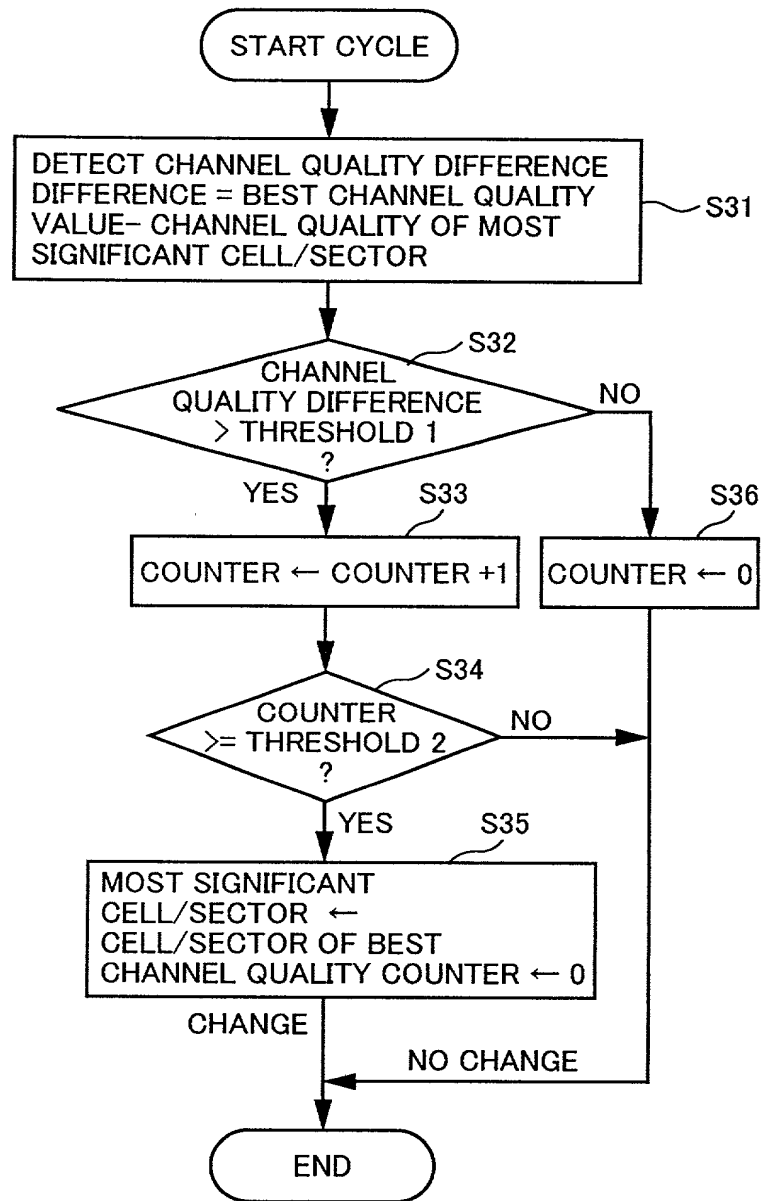 START CYCLE
DETECT CHANNEL QUALITY DIFFERENCE
DIFFERENCE = BEST CHANNEL QUALITY
VALUE- CHANNEL QUALITY OF MOST
SIGNIFICANT CELL/SECTOR
S31
S32
CHANNEL
QUALITY DIFFERENCE
> THRESHOLD 1
?
NO
YES
S33
S36
COUNTER ← COUNTER +1
COUNTER ← 0
S34
COUNTER
>= THRESHOLD 2
?
NO
YES
S35
MOST SIGNIFICANT
CELL/SECTOR ←
CELL/SECTOR OF BEST
CHANNEL QUALITY COUNTER ← 0
CHANGE
NO CHANGE
END